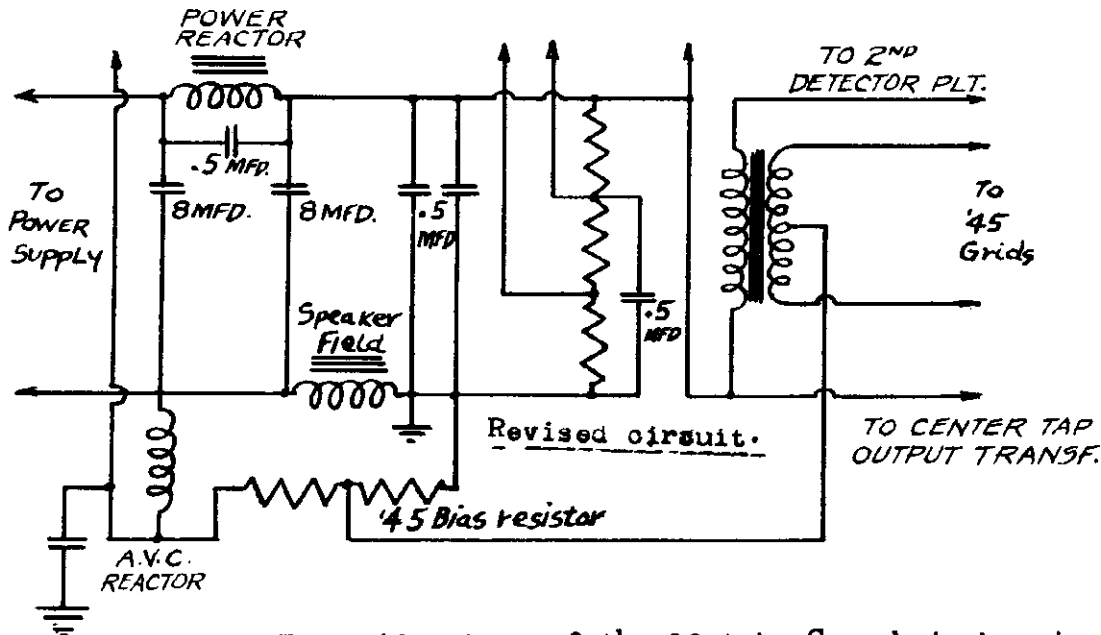 POWER
REACTOR
TO 2ND
DETECTOR PLT.
.5 MFD.
TO
POWER
SUPPLY
8MFD.
8MFD.
.5
MFD
TO
'45
Grids
Speaker
Field
.5
MFD
Revised cirsuit.
TO CENTER TAP
OUTPUT TRANSF.
'45 Bias resistor
A.V.C.
REACTOR